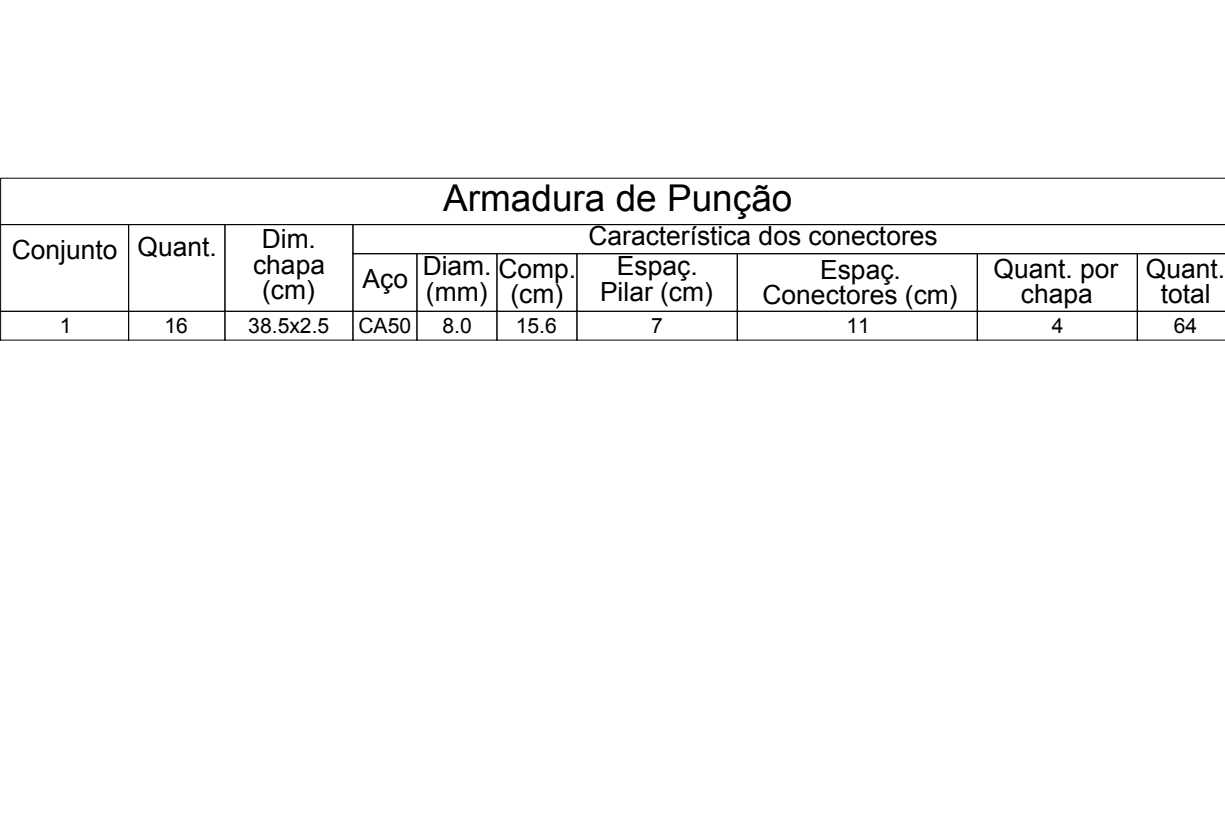 Armadura de Punção
Conjunto Quant. Dim. chapa (cm) Característica dos conectores
Aço Diam. (mm) Comp. (cm) Espaç. Pilar (cm) Espaç. Conectores (cm) Quant. por chapa Quant. total
1 16 38.5x2.5 CA50 8.0 15.6 7 11 4 64